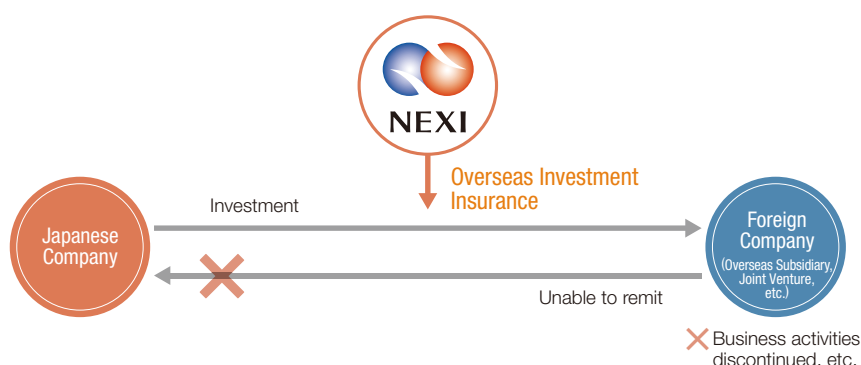 NEXI
Overseas Investment
Insurance
Investment
Japanese
Company
Foreign
Company
(Overseas Subsidiary,
Joint Venture,
etc.)
Unable to remit
Business activities
discontinued, etc.